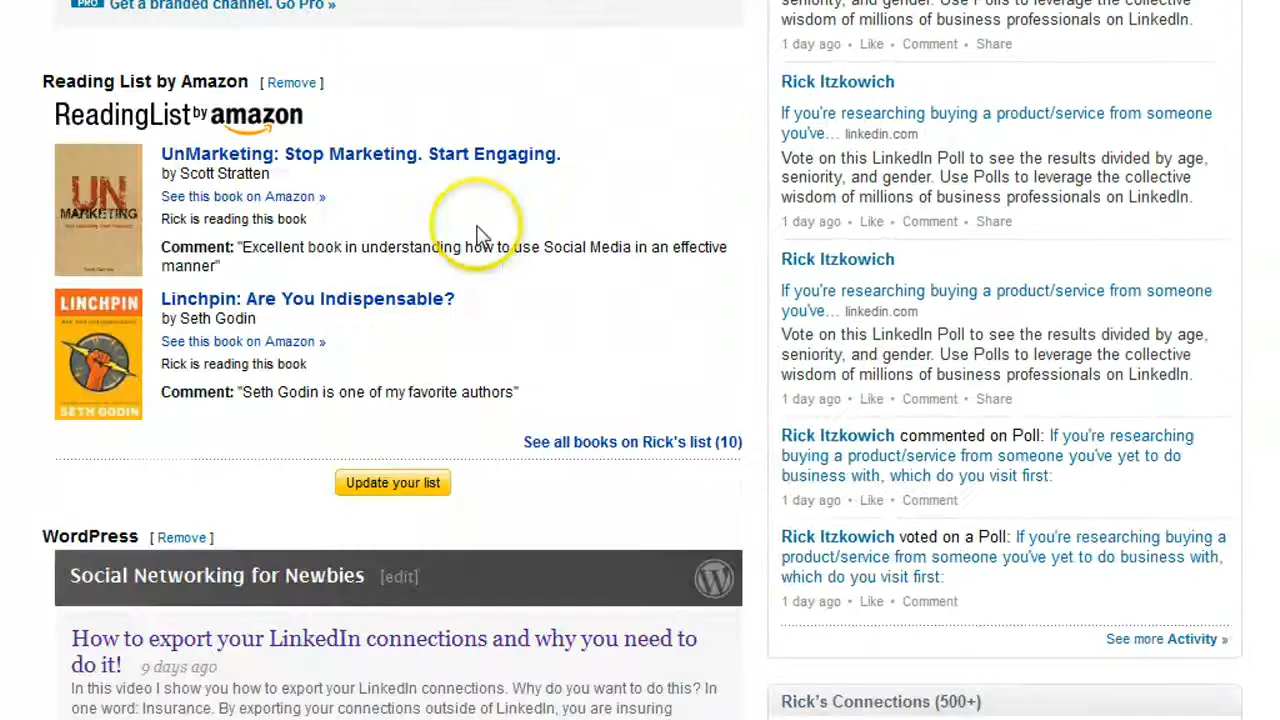 PRO Get a branded channel. Go Pro »
Reading List by Amazon [ Remove ]
ReadingList by amazon
UN
MARKETING
UnMarketing: Stop Marketing. Start Engaging.
by Scott Stratten
See this book on Amazon »
Rick is reading this book
Comment: "Excellent book in understanding how to use Social Media in an effective
manner"
LINCHPIN
SETH GODIN
Linchpin: Are You Indispensable?
by Seth Godin
See this book on Amazon »
Rick is reading this book
Comment: "Seth Godin is one of my favorite authors"
See all books on Rick's list (10)
Update your list
WordPress [ Remove ]
Social Networking for Newbies [edit]
How to export your LinkedIn connections and why you need to
do it! 9 days ago
In this video I show you how to export your LinkedIn connections. Why do you want to do this? In
one word: Insurance. By exporting your connections outside of LinkedIn, you are insuring
seniority, and gender. Use Polls to leverage the collective
wisdom of millions of business professionals on LinkedIn.
1 day ago • Like • Comment • Share
Rick Itzkowich
If you're researching buying a product/service from someone
you've… linkedin.com
Vote on this LinkedIn Poll to see the results divided by age,
seniority, and gender. Use Polls to leverage the collective
wisdom of millions of business professionals on LinkedIn.
1 day ago • Like • Comment • Share
Rick Itzkowich
If you're researching buying a product/service from someone
you've… linkedin.com
Vote on this LinkedIn Poll to see the results divided by age,
seniority, and gender. Use Polls to leverage the collective
wisdom of millions of business professionals on LinkedIn.
1 day ago • Like • Comment • Share
Rick Itzkowich commented on Poll: If you're researching
buying a product/service from someone you've yet to do
business with, which do you visit first:
1 day ago • Like • Comment
Rick Itzkowich voted on a Poll: If you're researching buying a
product/service from someone you've yet to do business with,
which do you visit first:
1 day ago • Like • Comment
See more Activity »
Rick's Connections (500+)